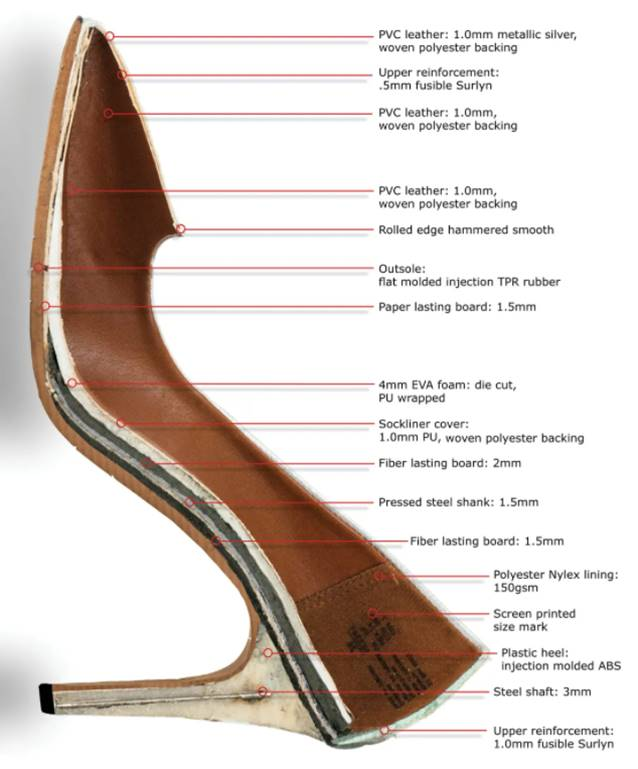 PVC leather: 1.0mm metallic silver,
woven polyester backing
Upper reinforcement:
.5mm fusible Surlyn
PVC leather: 1.0mm,
woven polyester backing
PVC leather: 1.0mm,
woven polyester backing
Rolled edge hammered smooth
Outsole:
flat molded injection TPR rubber
Paper lasting board: 1.5mm
4mm EVA foam: die cut,
PU wrapped
Sockliner cover:
1.0mm PU, woven polyester backing
Fiber lasting board: 2mm
Pressed steel shank: 1.5mm
Fiber lasting board: 1.5mm
Polyester Nylex lining:
150gsm
Screen printed
size mark
Plastic heel:
injection molded ABS
Steel shaft: 3mm
Upper reinforcement:
1.0mm fusible Surlyn